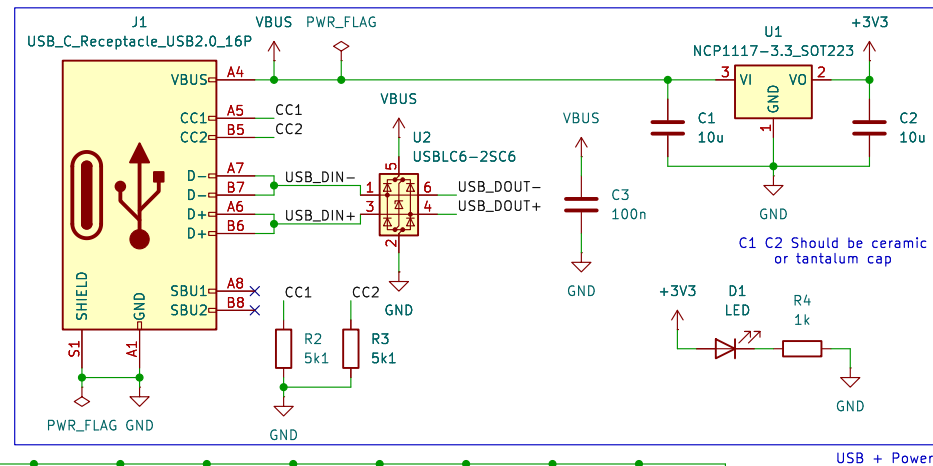 J1
USB_C_Receptacle_USB2.0_16P
VBUS
PWR_FLAG
+3V3
U1
NCP1117-3.3_SOT223
VBUS
A4
3
VI
VO
2
GND
1
CC1
A5
CC1
CC2
B5
CC2
VBUS
C1
10u
C2
10u
VBUS
U2
USBLC6-2SC6
5
D-
A7
USB_DIN-
D-
B7
1
6
USB_DOUT-
D+
A6
USB_DIN+
3
4
USB_DOUT+
D+
B6
2
C3
100n
GND
C1 C2 Should be ceramic
or tantalum cap
GND
GND
SHIELD
GND
SBU1
A8
SBU2
B8
S1
A1
PWR_FLAG
GND
CC1
CC2
R2
5k1
R3
5k1
GND
+3V3
D1
LED
R4
1k
GND
USB + Power